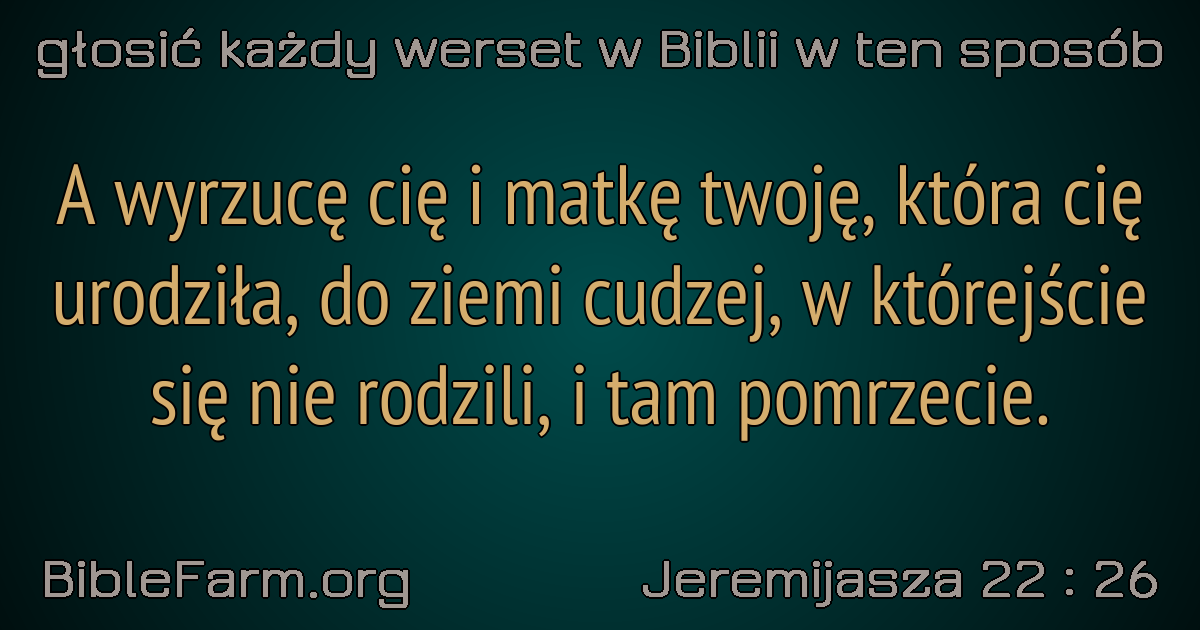 głosić każdy werset w Biblii w ten sposób
A wyrzucę cię i matkę twoję, która cię
urodziła, do ziemi cudzej, w którejście
się nie rodzili, i tam pomrzecie.
BibleFarm.org
Jeremijasza 22 : 26